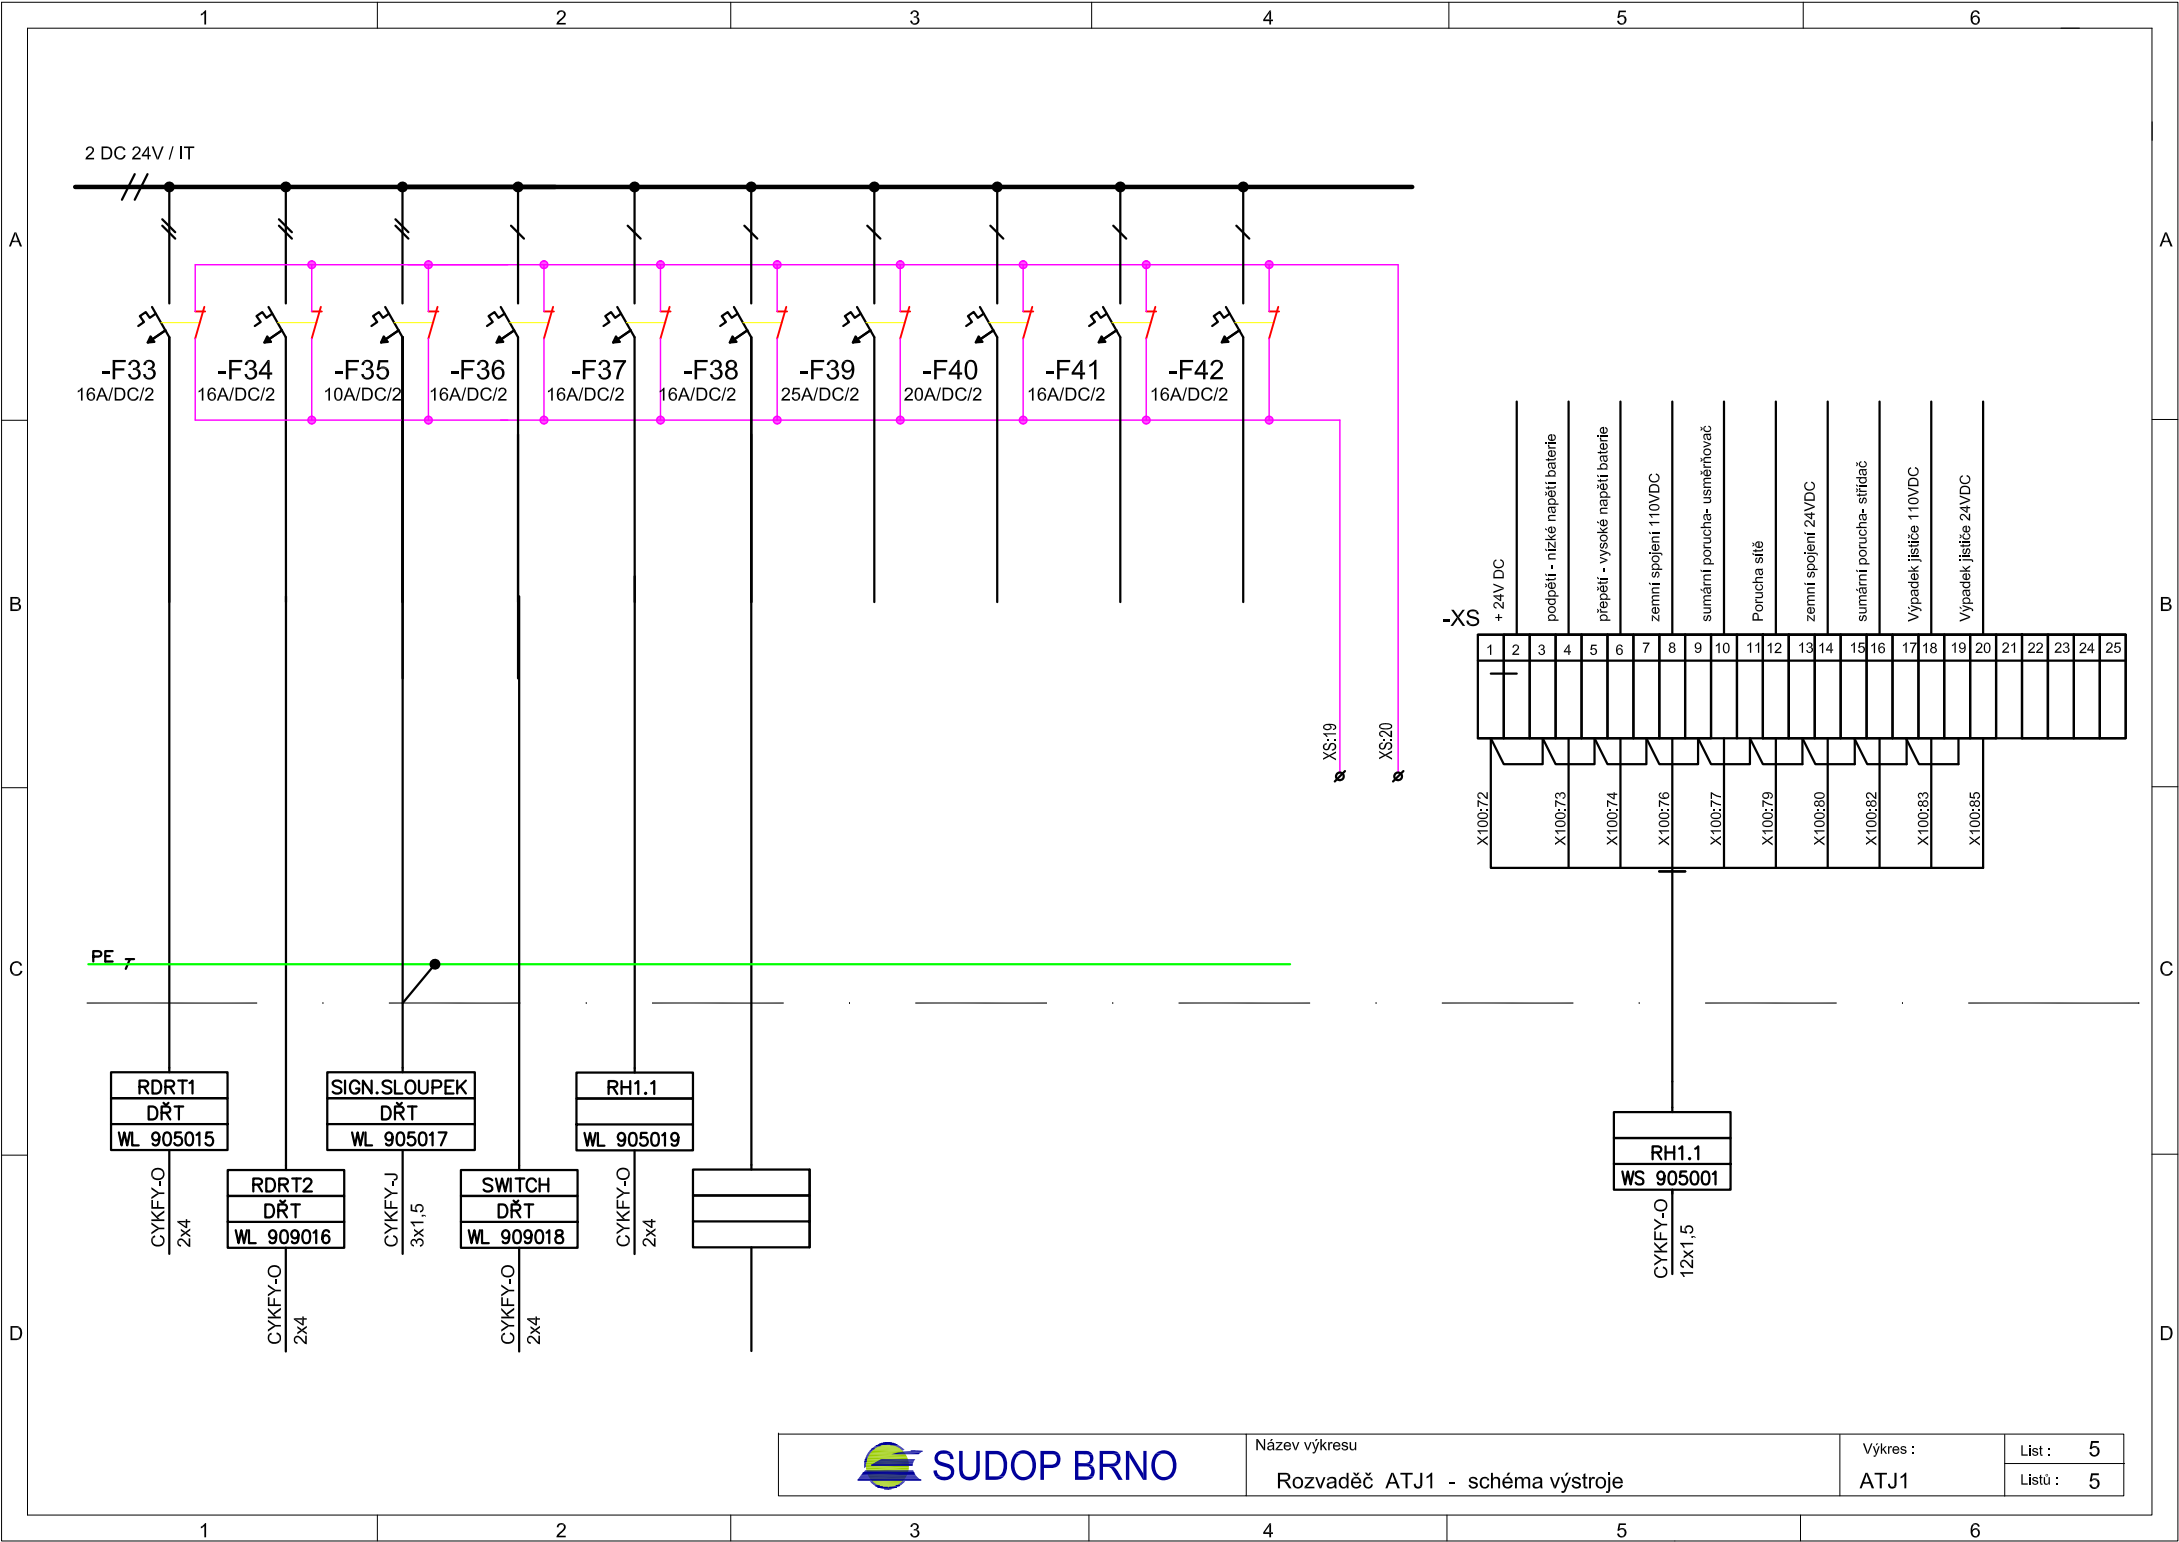 1 2 3 4 5 6
2 DC 24V / IT
A A
-F33 -F34 -F35 -F36 -F37 -F38 -F39 -F40 -F41 -F42
16A/DC/2 16A/DC/2 10A/DC/2 16A/DC/2 16A/DC/2 16A/DC/2 25A/DC/2 20A/DC/2 16A/DC/2 16A/DC/2
+ 24V DC
podpětí - nízké napětí baterie
přepětí - vysoké napětí baterie
zemní spojení 110VDC
sumární porucha- usměrňovač
Porucha sítě
zemní spojení 24VDC
sumární porucha- střídač
Výpadek jističe 110VDC
Výpadek jističe 24VDC
B B
-XS
1 2 3 4 5 6 7 8 9 10 11 12 13 14 15 16 17 18 19 20 21 22 23 24 25
XS:19
XS:20
X100:72
X100:73
X100:74
X100:76
X100:77
X100:79
X100:80
X100:82
X100:83
X100:85
PE
C C
RDRT1
DŘT
WL 905015
CYKFY-O
2x4
RDRT2
DŘT
WL 909016
CYKFY-O
2x4
SIGN.SLOUPEK
DŘT
WL 905017
CYKFY-J
3x1,5
SWITCH
DŘT
WL 909018
CYKFY-O
2x4
RH1.1
WL 905019
CYKFY-O
2x4
RH1.1
WS 905001
CYKFY-O
12x1,5
D D
SUDOP BRNO
Název výkresu
Rozvaděč ATJ1 - schéma výstroje
Výkres :
ATJ1
List : 5
Listů : 5
1 2 3 4 5 6